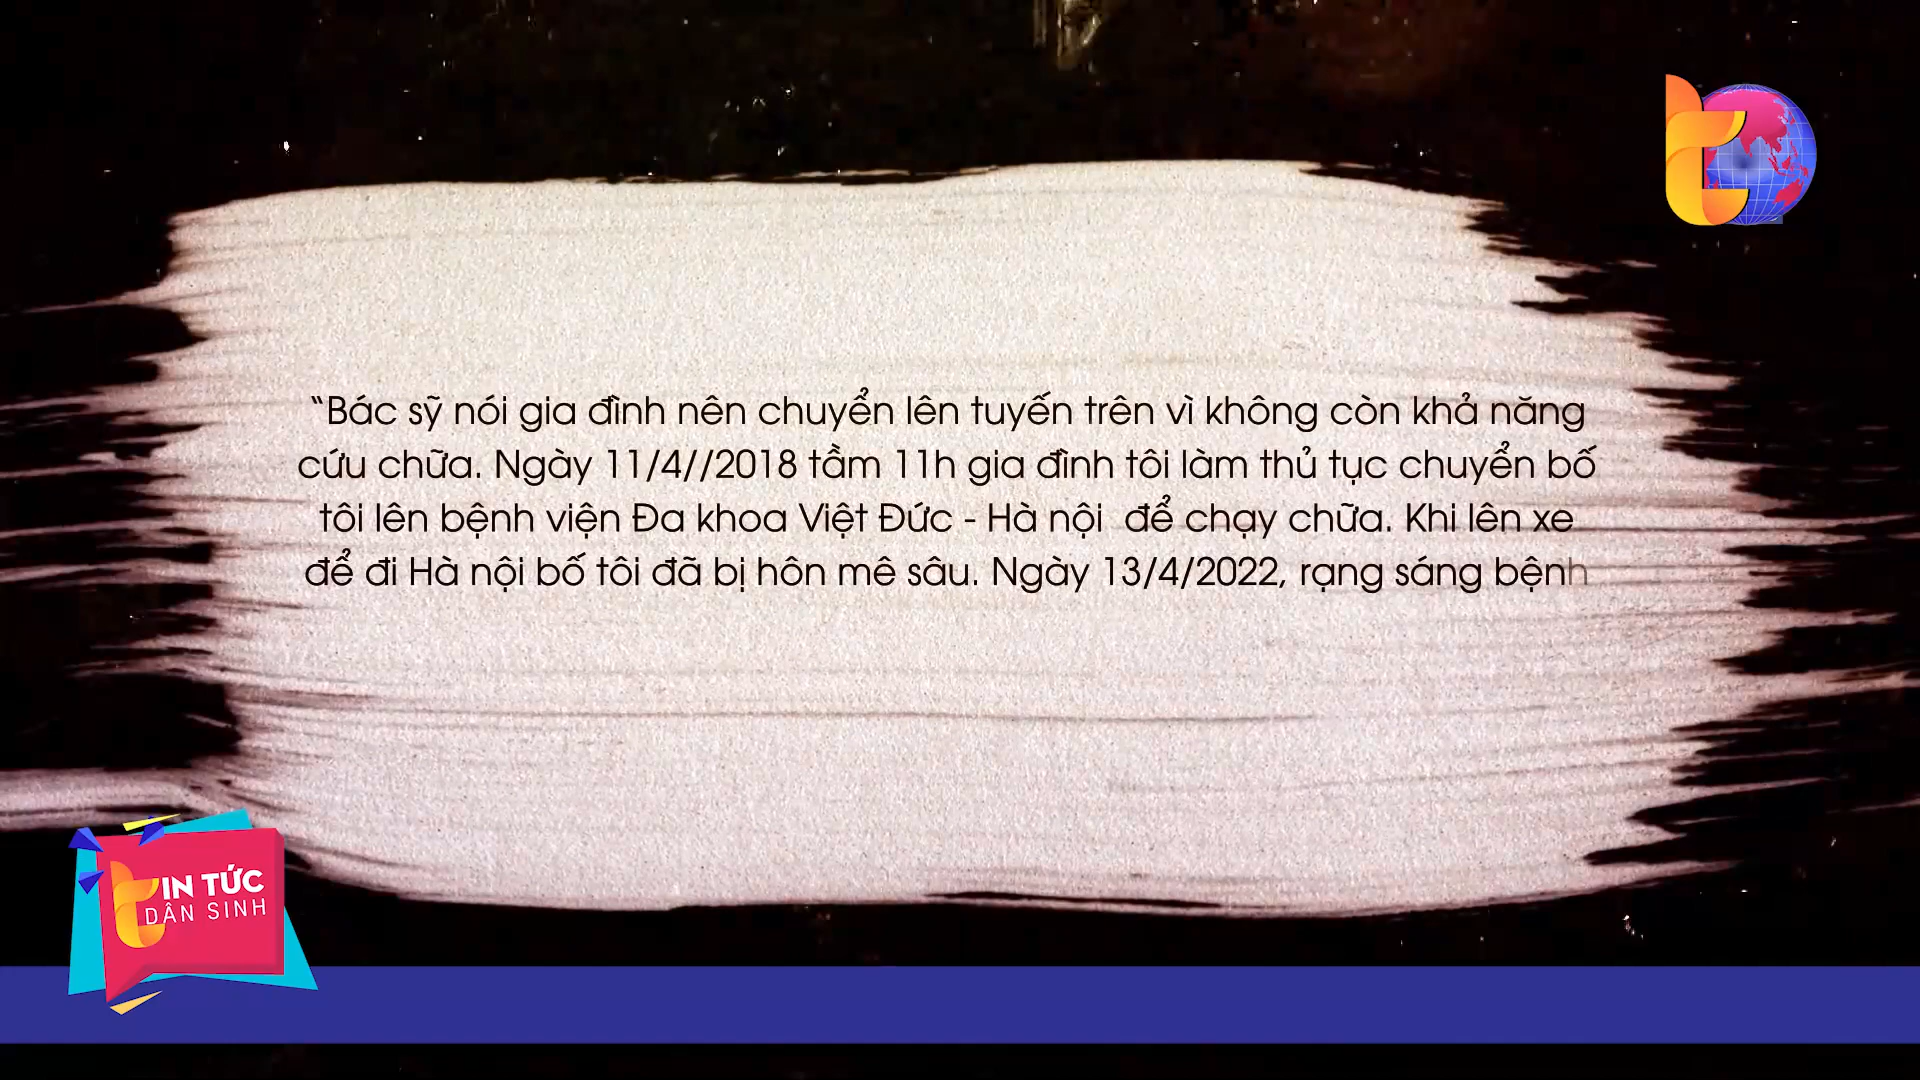 “Bác sỹ nói gia đình nên chuyển lên tuyến trên vì không còn khả năng
cứu chữa. Ngày 11/4//2018 tầm 11h gia đình tôi làm thủ tục chuyển bố
tôi lên bệnh viện Đa khoa Việt Đức - Hà nội để chạy chữa. Khi lên xe
để đi Hà nội bố tôi đã bị hôn mê sâu. Ngày 13/4/2022, rạng sáng bệnh
TIN TỨC
DÂN SINH